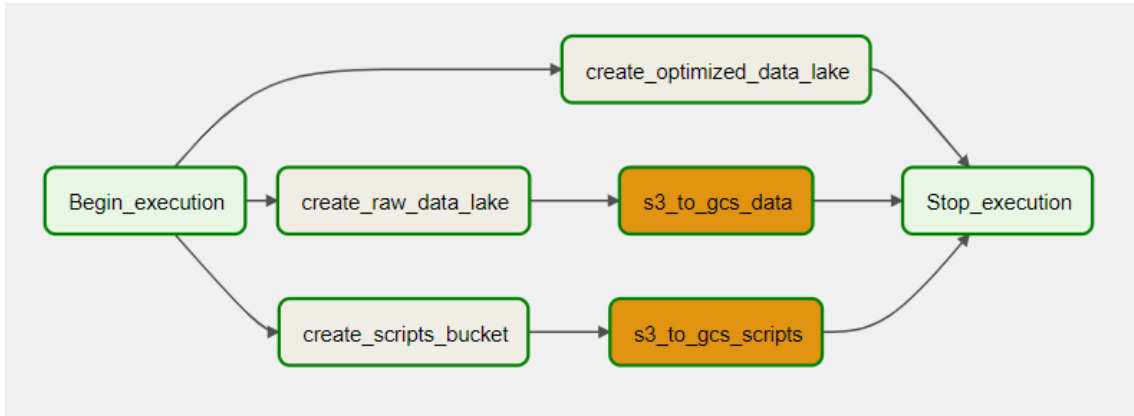 create_optimized_data_lake
Begin_execution
create_raw_data_lake
s3_to_gcs_data
Stop_execution
create_scripts_bucket
s3_to_gcs_scripts